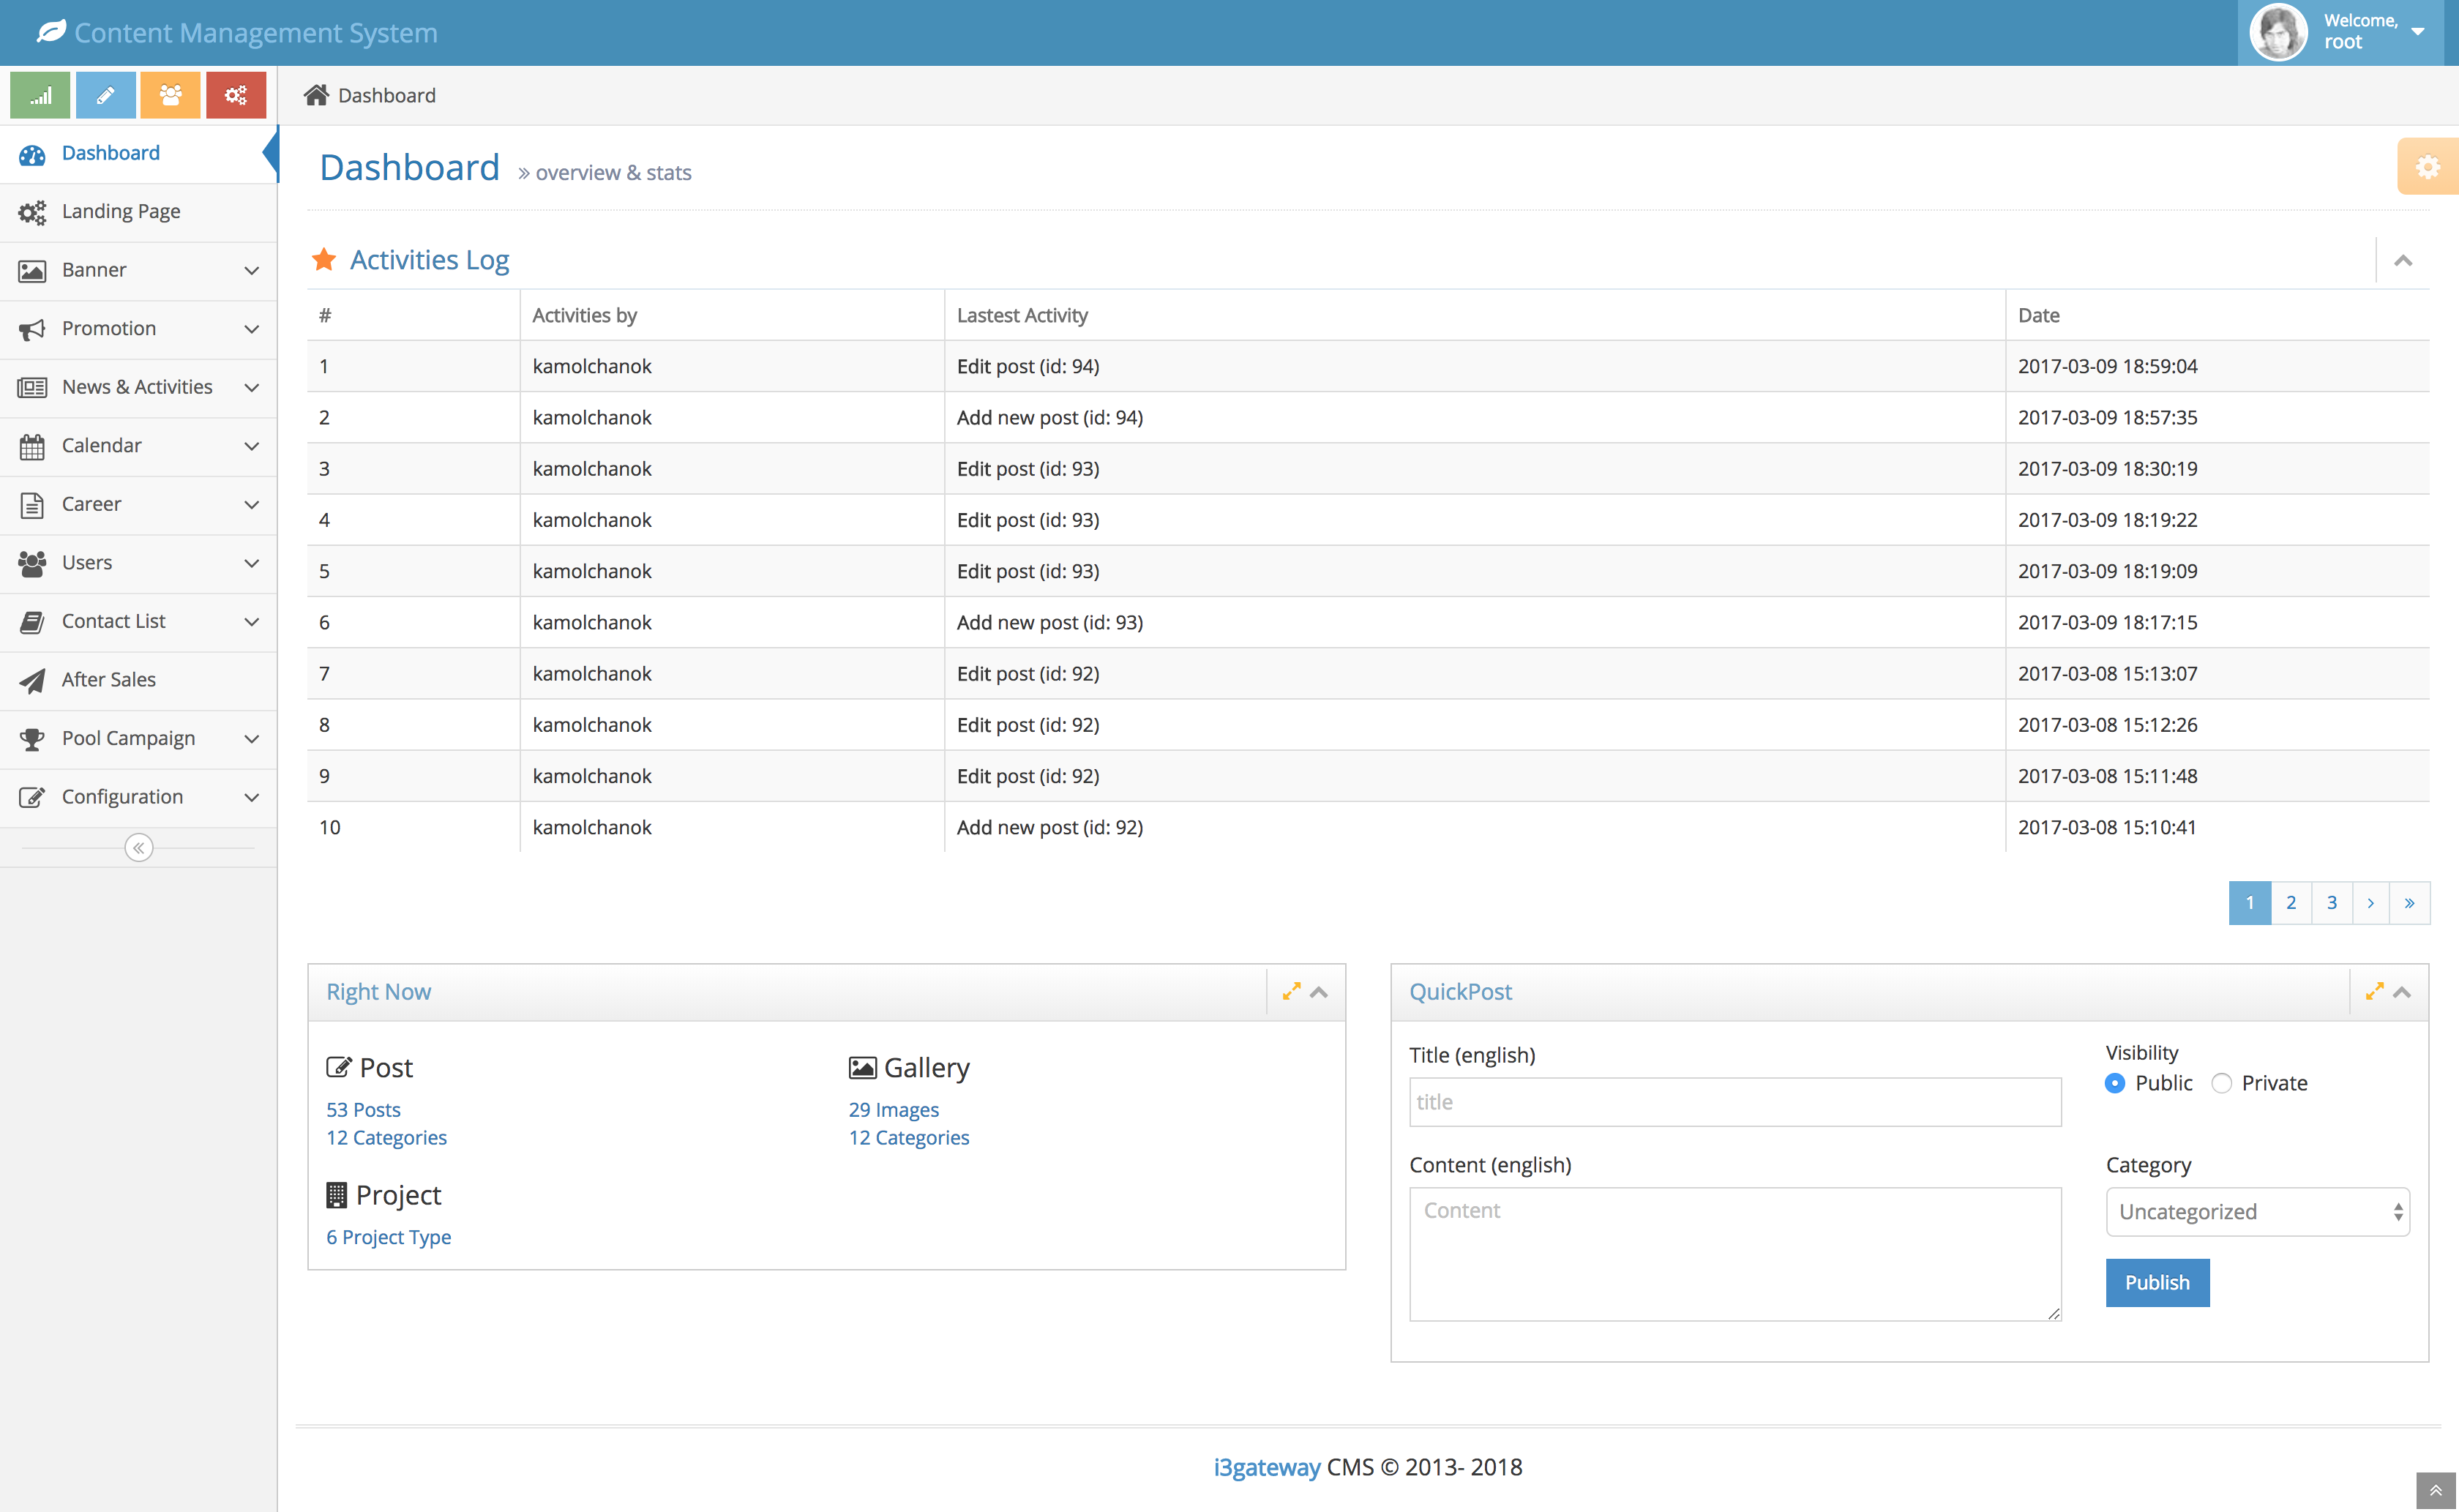 Content Management System
Welcome,
root
Dashboard
Dashboard
Landing Page
Banner
Promotion
News & Activities
Calendar
Career
Users
Contact List
After Sales
Pool Campaign
Configuration
Dashboard » overview & stats
Activities Log
# Activities by Lastest Activity Date
1 kamolchanok Edit post (id: 94) 2017-03-09 18:59:04
2 kamolchanok Add new post (id: 94) 2017-03-09 18:57:35
3 kamolchanok Edit post (id: 93) 2017-03-09 18:30:19
4 kamolchanok Edit post (id: 93) 2017-03-09 18:19:22
5 kamolchanok Edit post (id: 93) 2017-03-09 18:19:09
6 kamolchanok Add new post (id: 93) 2017-03-09 18:17:15
7 kamolchanok Edit post (id: 92) 2017-03-08 15:13:07
8 kamolchanok Edit post (id: 92) 2017-03-08 15:12:26
9 kamolchanok Edit post (id: 92) 2017-03-08 15:11:48
10 kamolchanok Add new post (id: 92) 2017-03-08 15:10:41
1 2 3 › »
Right Now
Post
53 Posts
12 Categories
Gallery
29 Images
12 Categories
Project
6 Project Type
QuickPost
Title (english)
title
Content (english)
Content
Visibility
Public Private
Category
Uncategorized
Publish
i3gateway CMS © 2013- 2018